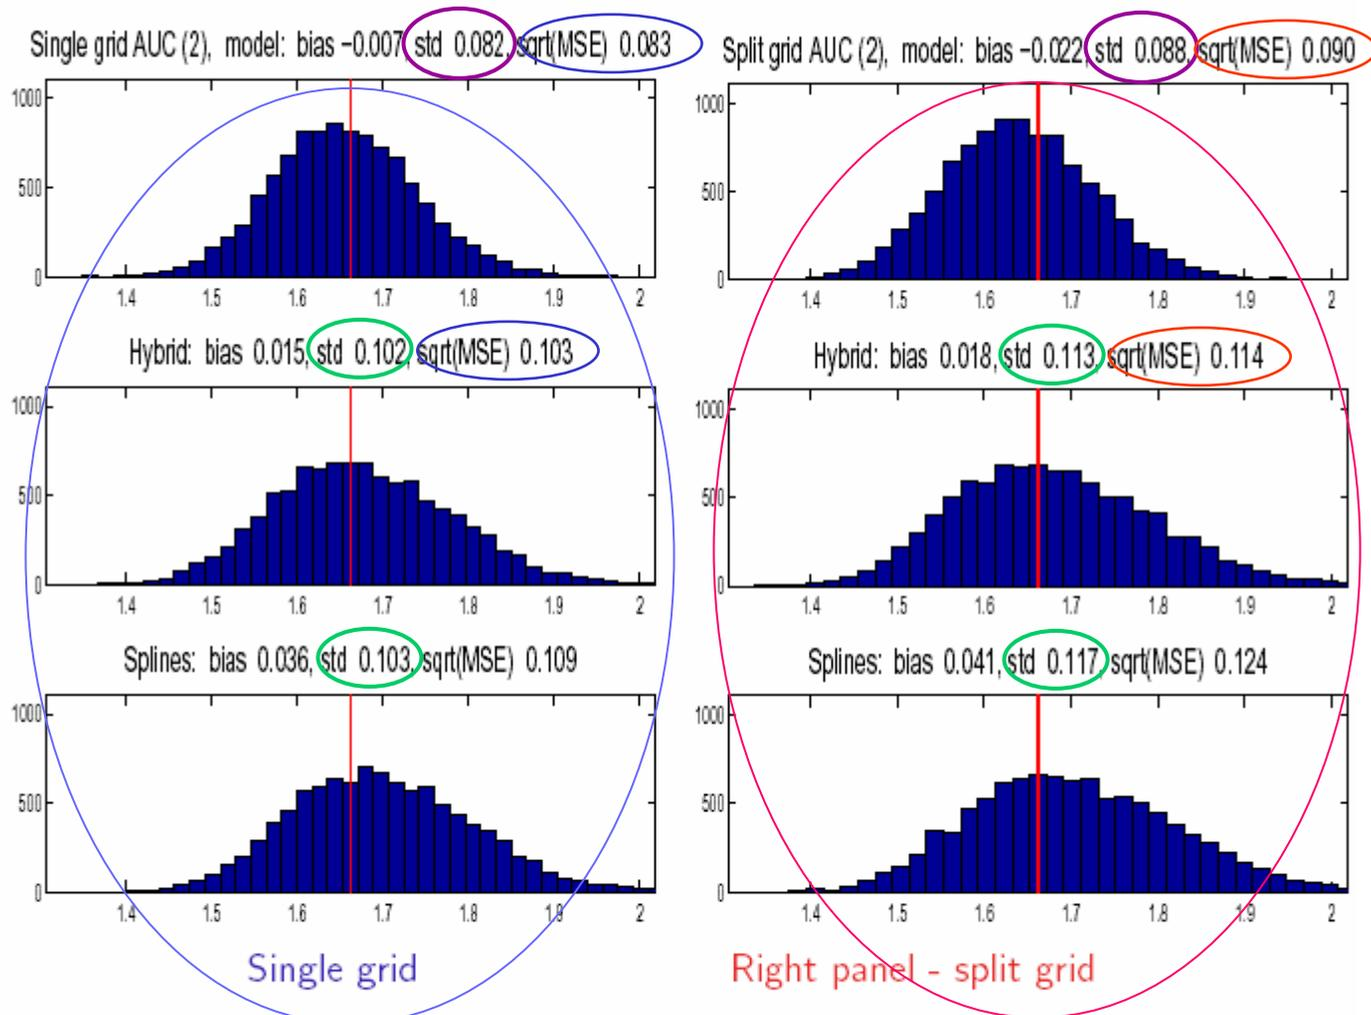 Single grid AUC (2), model: bias −0.007, std 0.082, sqrt(MSE) 0.083
1000
500
0
1.4 1.5 1.6 1.7 1.8 1.9 2
Hybrid: bias 0.015, std 0.102, sqrt(MSE) 0.103
1000
500
0
1.4 1.5 1.6 1.7 1.8 1.9 2
Splines: bias 0.036, std 0.103, sqrt(MSE) 0.109
1000
500
0
1.4 1.5 1.6 1.7 1.8 1.9 2
Single grid
Split grid AUC (2), model: bias −0.022, std 0.088, sqrt(MSE) 0.090
1000
500
0
1.4 1.5 1.6 1.7 1.8 1.9 2
Hybrid: bias 0.018, std 0.113, sqrt(MSE) 0.114
1000
500
0
1.4 1.5 1.6 1.7 1.8 1.9 2
Splines: bias 0.041, std 0.117, sqrt(MSE) 0.124
1000
500
0
1.4 1.5 1.6 1.7 1.8 1.9 2
Right panel - split grid